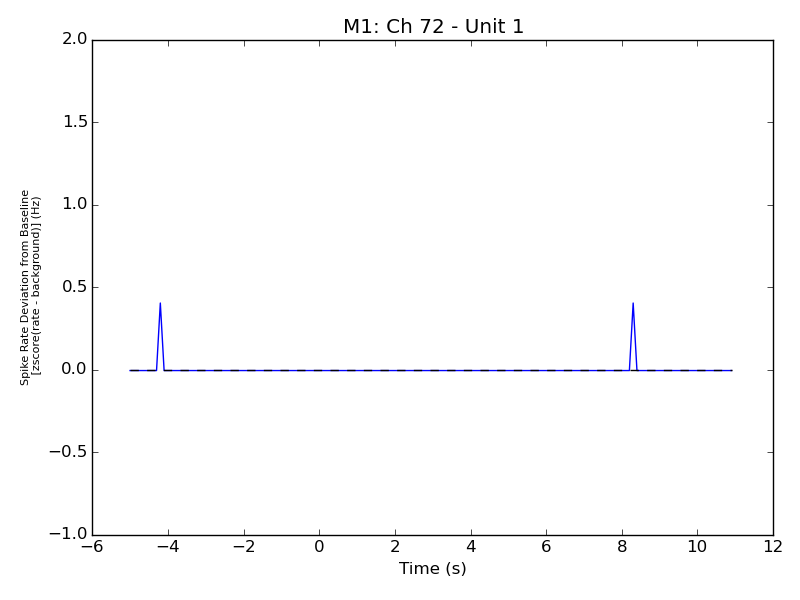 M1: Ch 72 - Unit 1
2.0
1.5
1.0
0.5
0.0
−0.5
−1.0
Spike Rate Deviation from Baseline
[zscore(rate - background)] (Hz)
−6 −4 −2 0 2 4 6 8 10 12
Time (s)